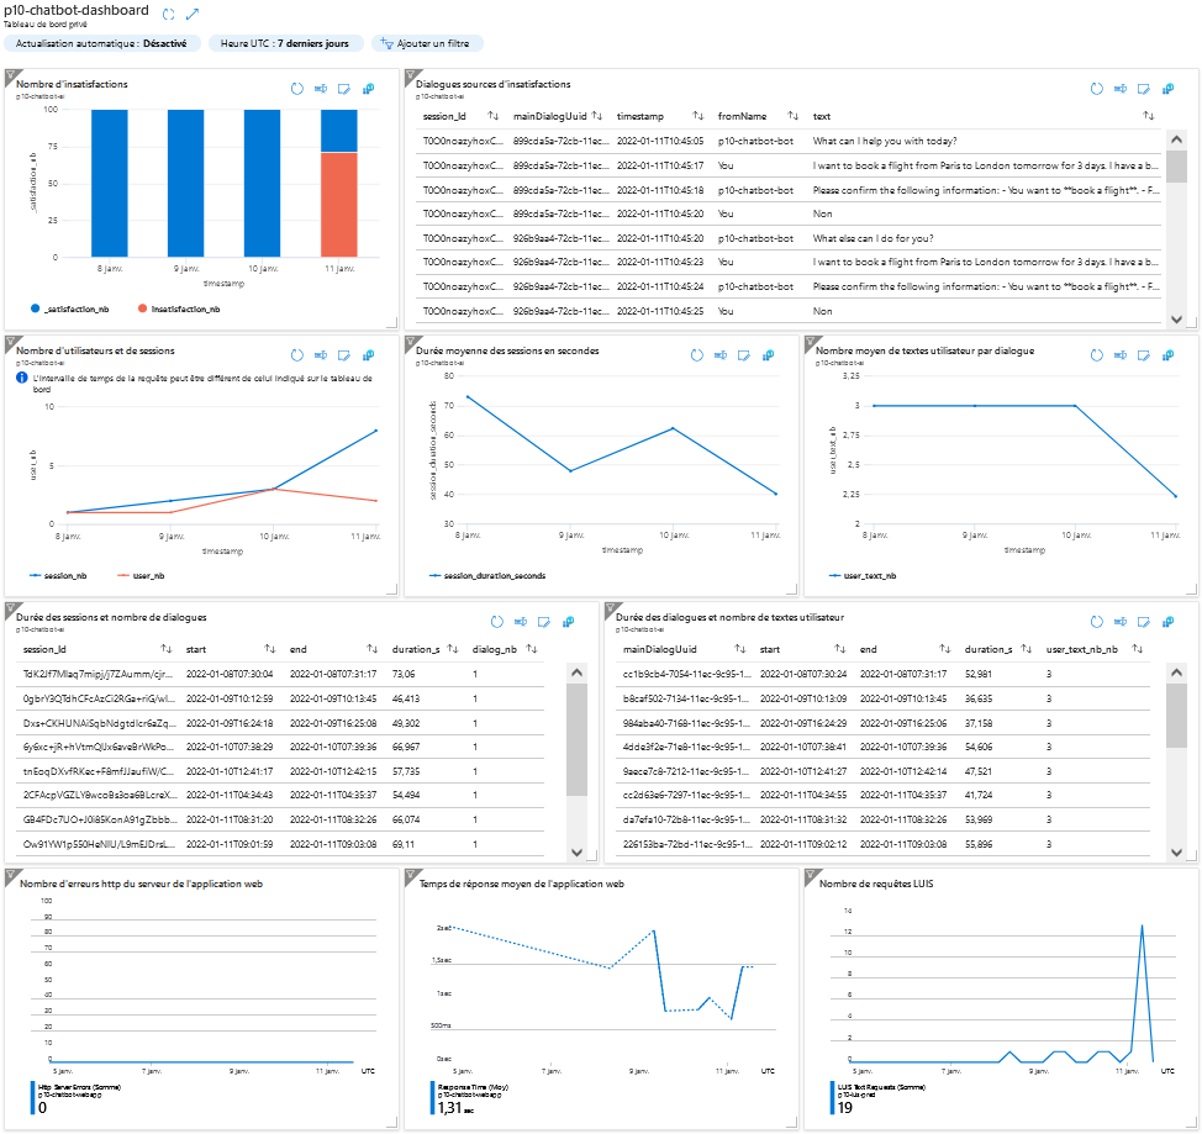 p10-chatbot-dashboard
Tableau de bord privé
Actualisation automatique : Désactivé
Heure UTC : 7 derniers jours
Ajouter un filtre
Nombre d'insatisfactions
p10-chatbot-ai
100
75
50
25
0
_satisfaction_nb
8 janv.
9 janv.
10 janv.
11 janv.
timestamp
_satisfaction_nb
insatisfaction_nb
Dialogues sources d'insatisfactions
p10-chatbot-ai
session_Id mainDialogUuid timestamp fromName text
T0O0noazyhoxC... 899cda5a-72cb-11ec... 2022-01-11T10:45:05 p10-chatbot-bot What can I help you with today?
T0O0noazyhoxC... 899cda5a-72cb-11ec... 2022-01-11T10:45:17 You I want to book a flight from Paris to London tomorrow for 3 days. I have a b...
T0O0noazyhoxC... 899cda5a-72cb-11ec... 2022-01-11T10:45:18 p10-chatbot-bot Please confirm the following information: - You want to **book a flight**. - F...
T0O0noazyhoxC... 899cda5a-72cb-11ec... 2022-01-11T10:45:20 You Non
T0O0noazyhoxC... 926b9aa4-72cb-11ec... 2022-01-11T10:45:20 p10-chatbot-bot What else can I do for you?
T0O0noazyhoxC... 926b9aa4-72cb-11ec... 2022-01-11T10:45:23 You I want to book a flight from Paris to London tomorrow for 3 days. I have a b...
T0O0noazyhoxC... 926b9aa4-72cb-11ec... 2022-01-11T10:45:24 p10-chatbot-bot Please confirm the following information: - You want to **book a flight**. - F...
T0O0noazyhoxC... 926b9aa4-72cb-11ec... 2022-01-11T10:45:25 You Non
Nombre d'utilisateurs et de sessions
p10-chatbot-ai
L'intervalle de temps de la requête peut être différent de celui indiqué sur le tableau de
bord
10
5
0
user_nb
8 janv.
9 janv.
10 janv.
11 janv.
timestamp
session_nb
user_nb
Durée moyenne des sessions en secondes
p10-chatbot-ai
80
70
60
50
40
30
session_duration_seconds
8 janv.
9 janv.
10 janv.
11 janv.
timestamp
session_duration_seconds
Nombre moyen de textes utilisateur par dialogue
p10-chatbot-ai
3,25
3
2,75
2,5
2,25
2
user_text_nb
8 janv.
9 janv.
10 janv.
11 janv.
timestamp
user_text_nb
Durée des sessions et nombre de dialogues
p10-chatbot-ai
session_Id start end duration_s dialog_nb
TdK2Jf7Mlaq7mipj/j7ZAumm/cjr... 2022-01-08T07:30:04 2022-01-08T07:31:17 73,06 1
0gbrY3QTdhCFcAzCi2RGa+riG/wl... 2022-01-09T10:12:59 2022-01-09T10:13:45 46,413 1
Dxs+CKHUNAiSqbNdgtdIcr6aZq... 2022-01-09T16:24:18 2022-01-09T16:25:08 49,302 1
6y6xc+jR+hVtmQlJx6aveBrWkPo... 2022-01-10T07:38:29 2022-01-10T07:39:36 66,967 1
tnEoqDXvfRKec+F8mfJJaufiW/C... 2022-01-10T12:41:17 2022-01-10T12:42:15 57,735 1
2CFAcpVGZLY8wcoBs3oa6BLcreX... 2022-01-11T04:34:43 2022-01-11T04:35:37 54,494 1
GB4FDc7UO+J0i85KonA91gZbbb... 2022-01-11T08:31:20 2022-01-11T08:32:26 66,074 1
Ow91YW1p550HeNIU/L9mEJDrsL... 2022-01-11T09:01:59 2022-01-11T09:03:08 69,11 1
Durée des dialogues et nombre de textes utilisateur
p10-chatbot-ai
mainDialogUuid start end duration_s user_text_nb_nb
cc1b9cb4-7054-11ec-9c95-1... 2022-01-08T07:30:24 2022-01-08T07:31:17 52,981 3
b8caf502-7134-11ec-9c95-1... 2022-01-09T10:13:09 2022-01-09T10:13:45 36,635 3
984aba40-7168-11ec-9c95-1... 2022-01-09T16:24:29 2022-01-09T16:25:06 37,158 3
4dde3f2e-71e8-11ec-9c95-1... 2022-01-10T07:38:41 2022-01-10T07:39:36 54,606 3
9aece7c8-7212-11ec-9c95-1... 2022-01-10T12:41:27 2022-01-10T12:42:14 47,521 3
cc2d63e6-7297-11ec-9c95-1... 2022-01-11T04:34:55 2022-01-11T04:35:37 41,724 3
da7efa10-72b8-11ec-9c95-1... 2022-01-11T08:31:32 2022-01-11T08:32:26 53,969 3
226153ba-72bd-11ec-9c95-1... 2022-01-11T09:02:12 2022-01-11T09:03:08 55,896 3
Nombre d'erreurs http du serveur de l'application web
100
90
80
70
60
50
40
30
20
10
0
5 janv.
7 janv.
9 janv.
11 janv.
UTC
Http Server Errors (Somme)
p10-chatbot-webapp
0
Temps de réponse moyen de l'application web
2sec
1,5sec
1sec
500ms
0sec
5 janv.
7 janv.
9 janv.
11 janv.
UTC
Response Time (Moy)
p10-chatbot-webapp
1,31 sec
Nombre de requêtes LUIS
14
12
10
8
6
4
2
0
5 janv.
7 janv.
9 janv.
11 janv.
UTC
LUIS Text Requests (Somme)
p10-luis-pred
19